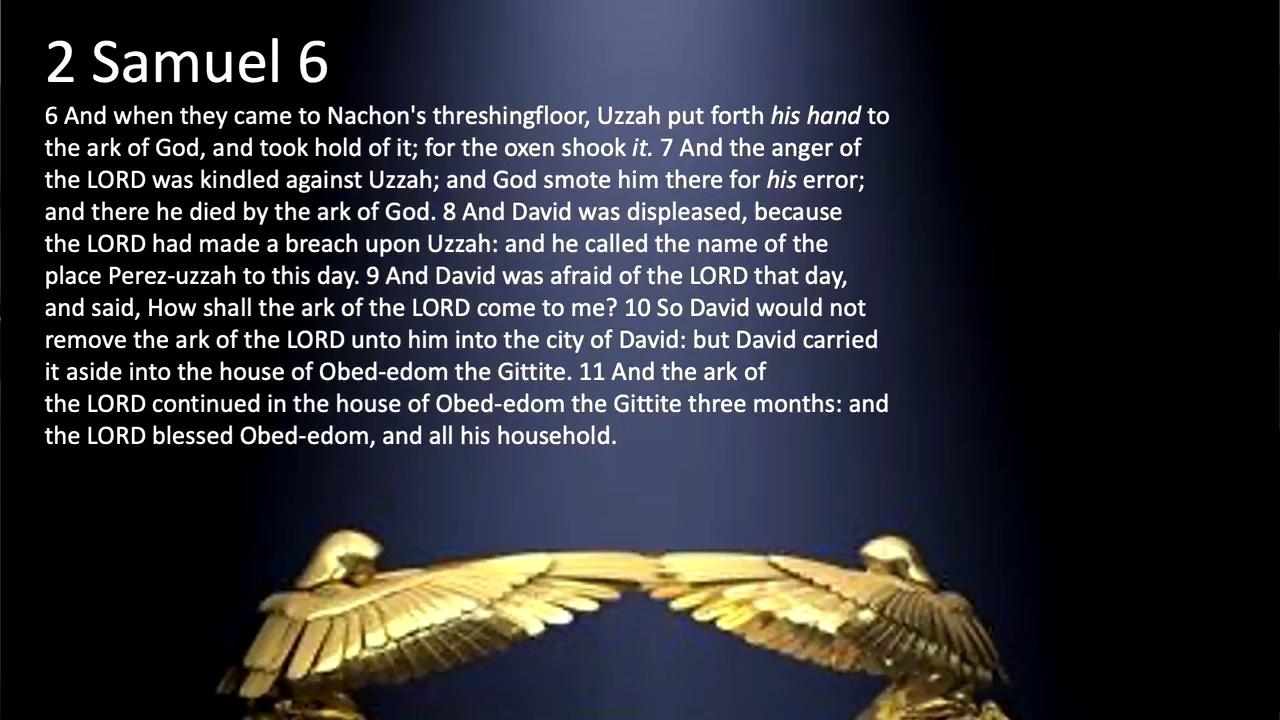 2 Samuel 6
6 And when they came to Nachon's threshingfloor, Uzzah put forth his hand to
the ark of God, and took hold of it; for the oxen shook it. 7 And the anger of
the LORD was kindled against Uzzah; and God smote him there for his error;
and there he died by the ark of God. 8 And David was displeased, because
the LORD had made a breach upon Uzzah: and he called the name of the
place Perez-uzzah to this day. 9 And David was afraid of the LORD that day,
and said, How shall the ark of the LORD come to me? 10 So David would not
remove the ark of the LORD unto him into the city of David: but David carried
it aside into the house of Obed-edom the Gittite. 11 And the ark of
the LORD continued in the house of Obed-edom the Gittite three months: and
the LORD blessed Obed-edom, and all his household.